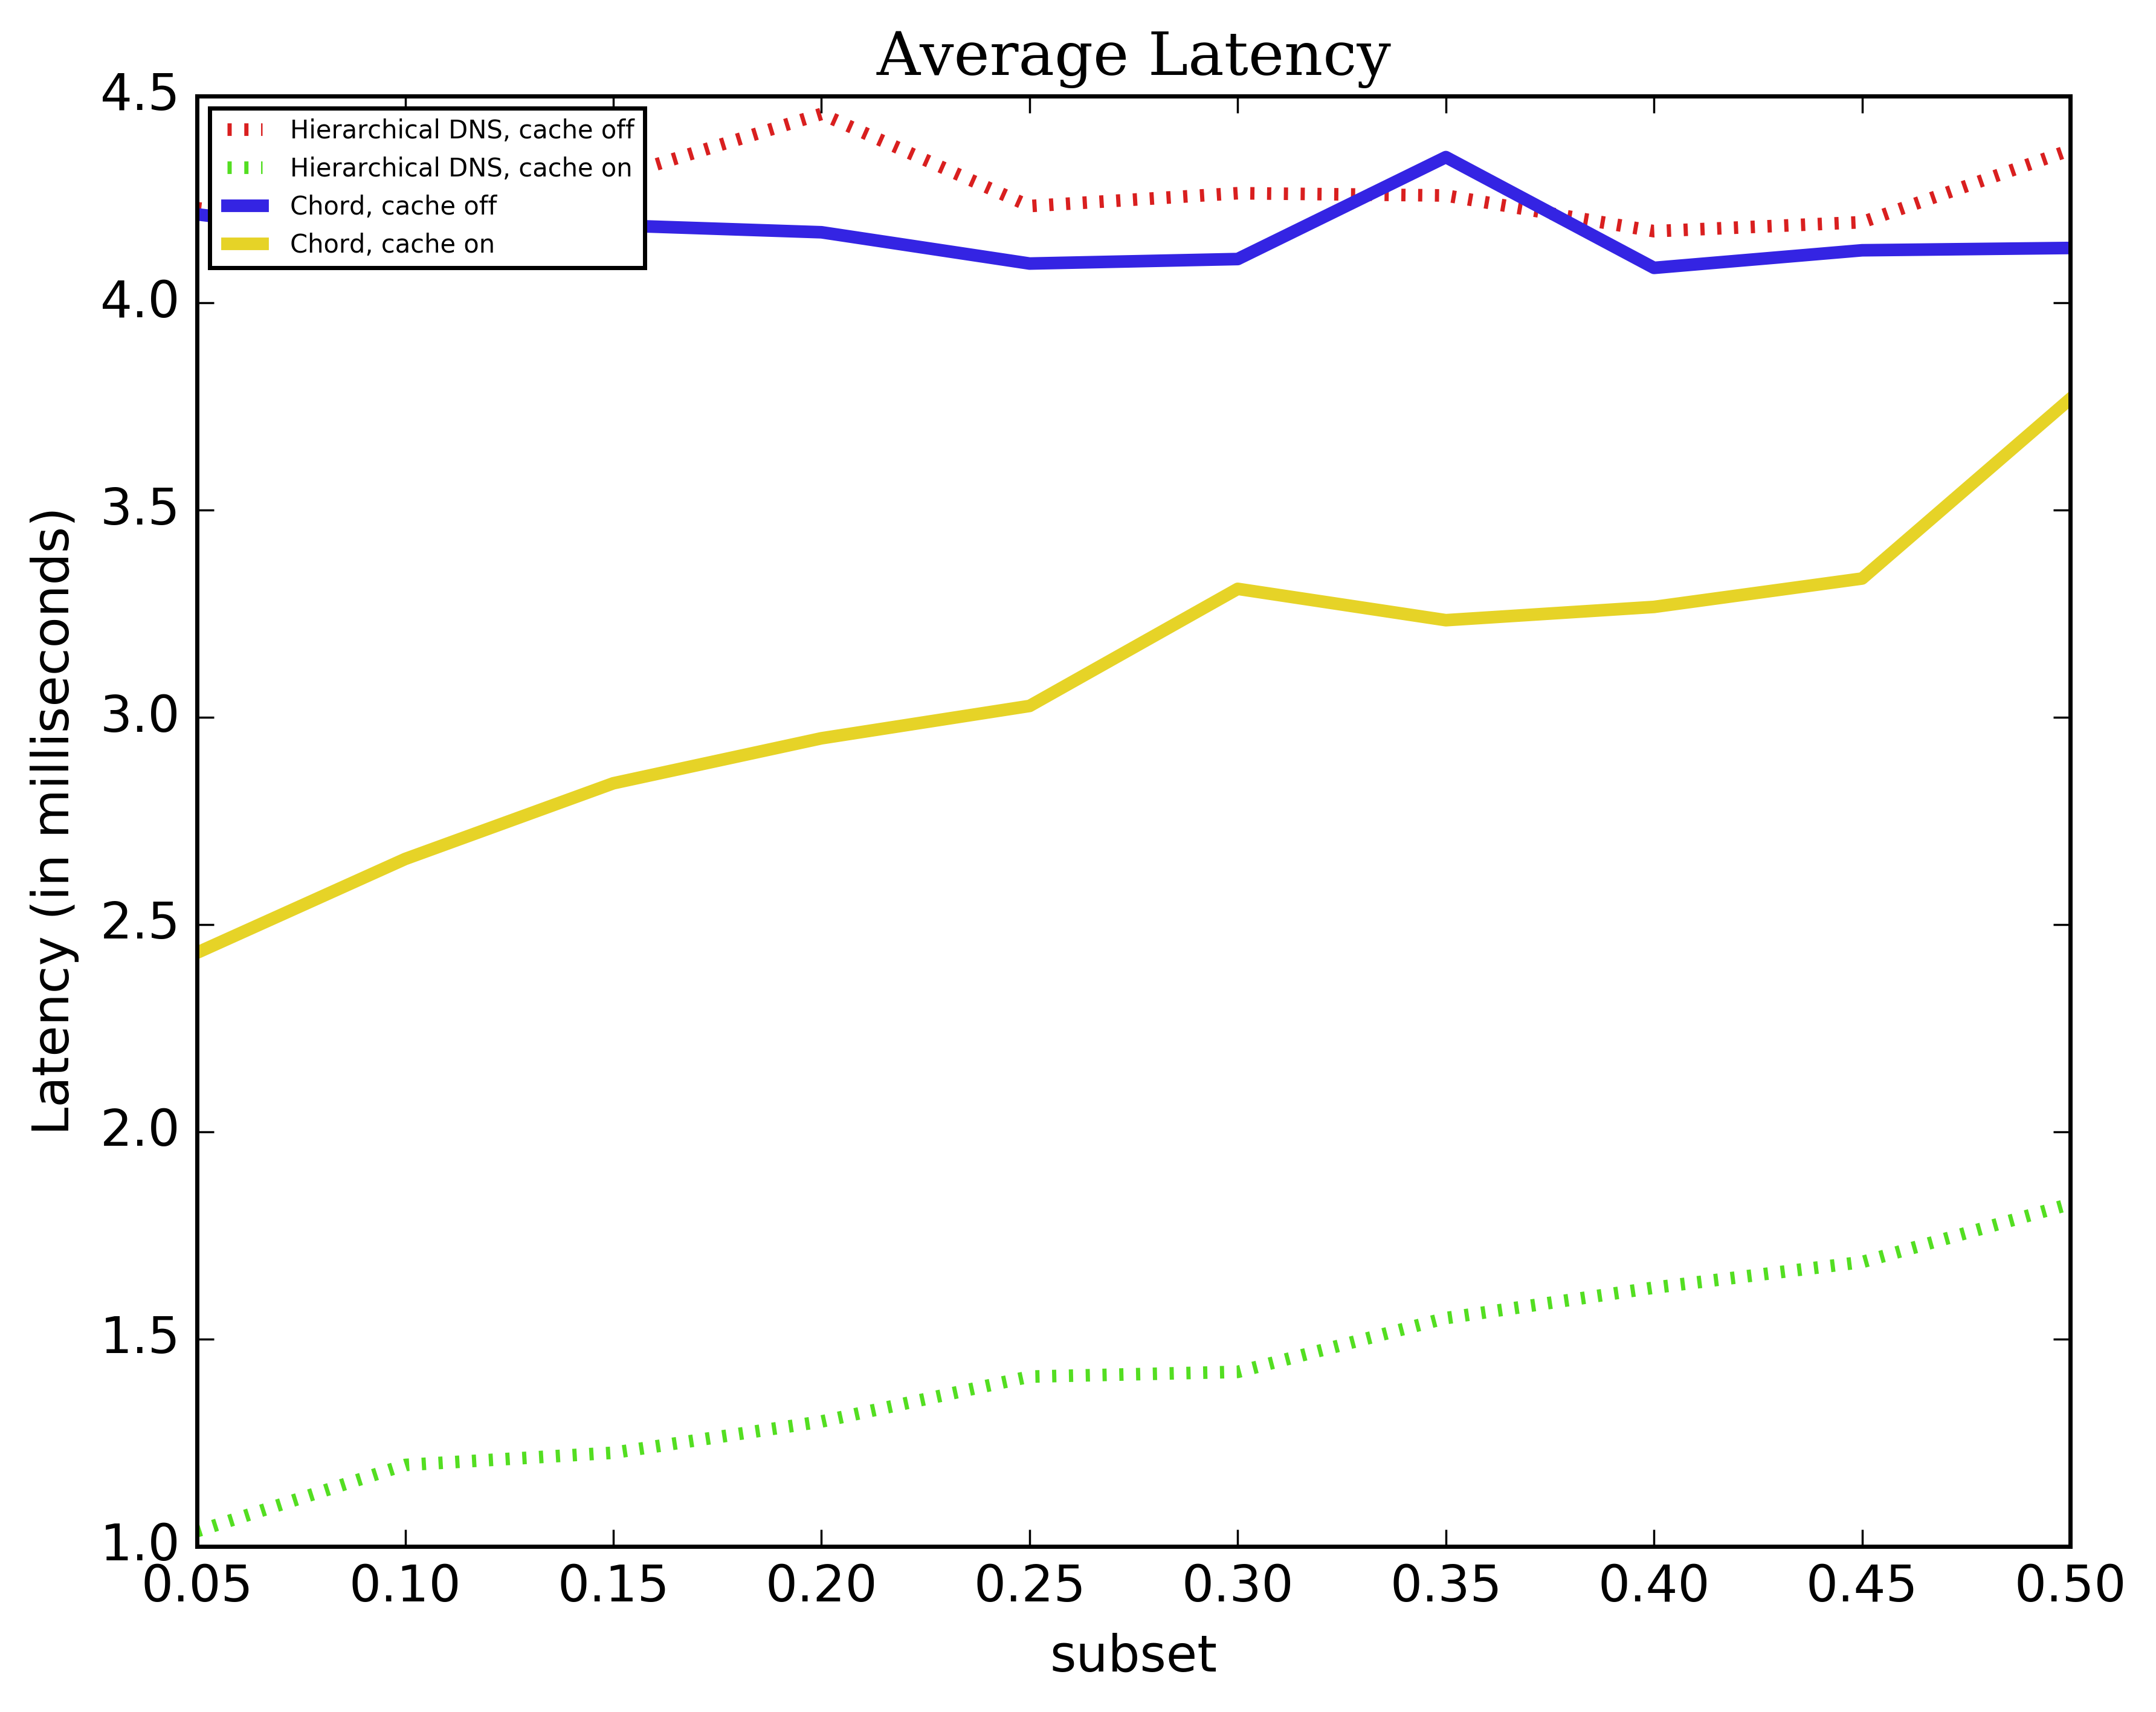 Average Latency
4.5
4.0
3.5
3.0
2.5
2.0
1.5
1.0
Latency (in milliseconds)
Hierarchical DNS, cache off
Hierarchical DNS, cache on
Chord, cache off
Chord, cache on
0.05 0.10 0.15 0.20 0.25 0.30 0.35 0.40 0.45 0.50
subset